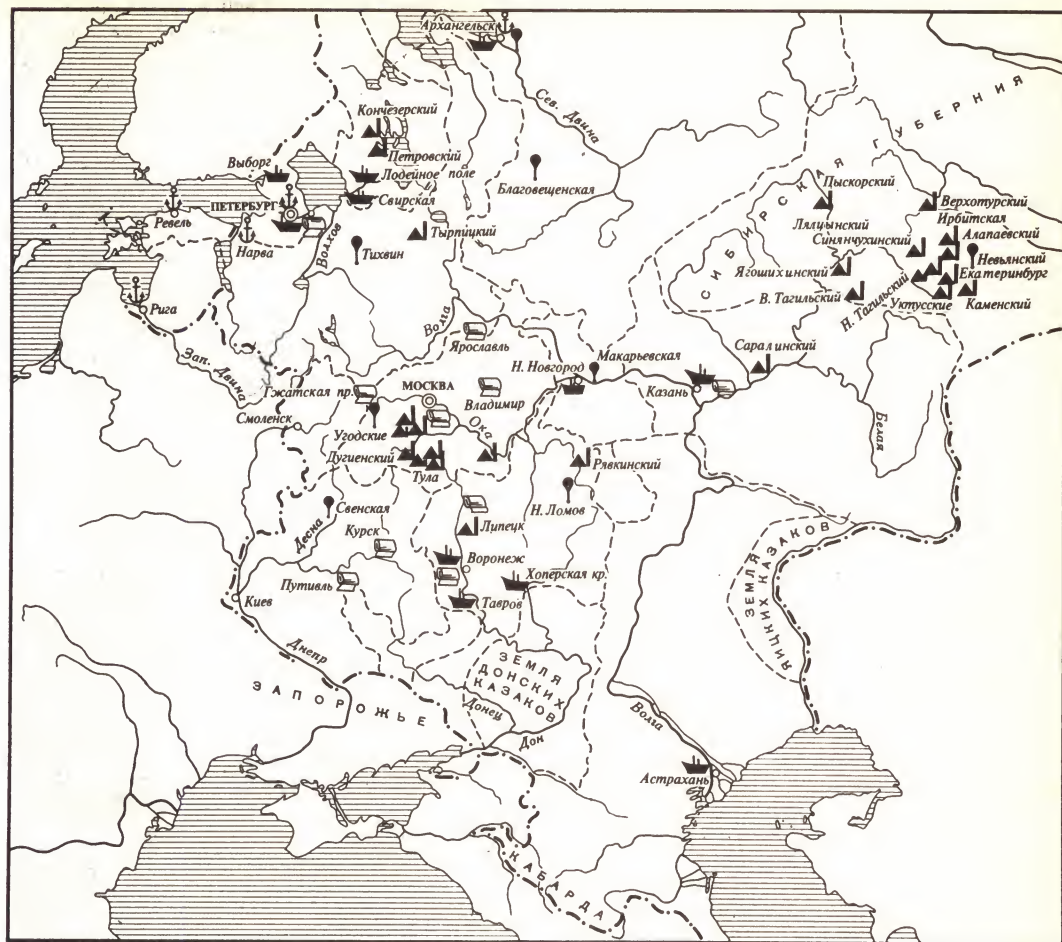 Архангельск
Сев. Двина
Кончезерский
Петровский
Лодейное поле
Свирская
Выборг
ПЕТЕРБУРГ
Ревель
Нарва
Волхов
Тихвин
Тырпицкий
Благовещенская
СИБИРСКАЯ ГУБЕРНИЯ
Пыскорский
Верхотурский
Лялцынский
Ирбитская
Синянчухинский
Алапаевский
Невьянский
Ягошихинский
Екатеринбург
В. Тагильский
Н. Тагильский
Уктусские
Каменский
Рига
Зап. Двина
Волга
Ярославль
Саралинский
Макарьевская
Н. Новгород
Казань
Гжатская пр.
МОСКВА
Владимир
Смоленск
Ока
Белая
Угодские
Дугиенский
Тула
Рявкинский
Свенская
Н. Ломов
Десна
Курск
Липецк
Воронеж
Хоперская кр.
Путивль
Тавров
Киев
Днепр
ЗАПОРОЖЬЕ
ЗЕМЛЯ
ДОНСКИХ
КАЗАКОВ
ЗЕМЛЯ
ЯИЦКИХ КАЗАКОВ
Донец
Дон
Волга
Астрахань
КАБАРДА